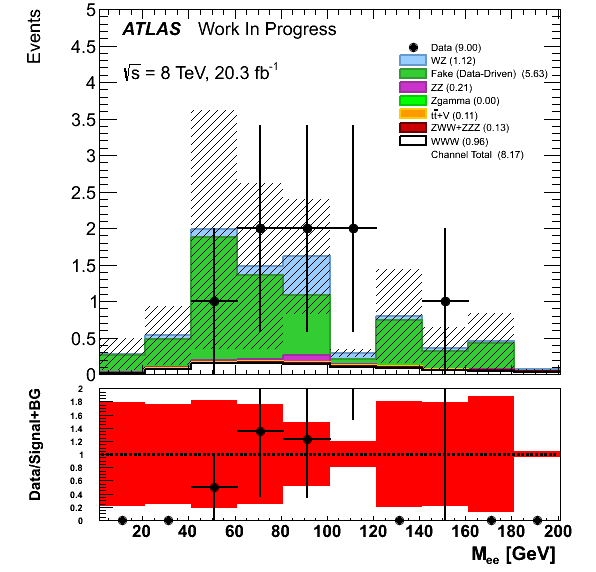 Events
ATLAS Work In Progress
√s = 8 TeV, 20.3 fb⁻¹
Data (9.00)
WZ (1.12)
Fake (Data-Driven) (5.63)
ZZ (0.21)
Zgamma (0.00)
tt̄+V (0.11)
ZWW+ZZZ (0.13)
WWW (0.96)
Channel Total (8.17)
5
4.5
4
3.5
3
2.5
2
1.5
1
0.5
0
Data/Signal+BG
2
1.8
1.6
1.4
1.2
1
0.8
0.6
0.4
0.2
0
20 40 60 80 100 120 140 160 180 200
M_ee [GeV]